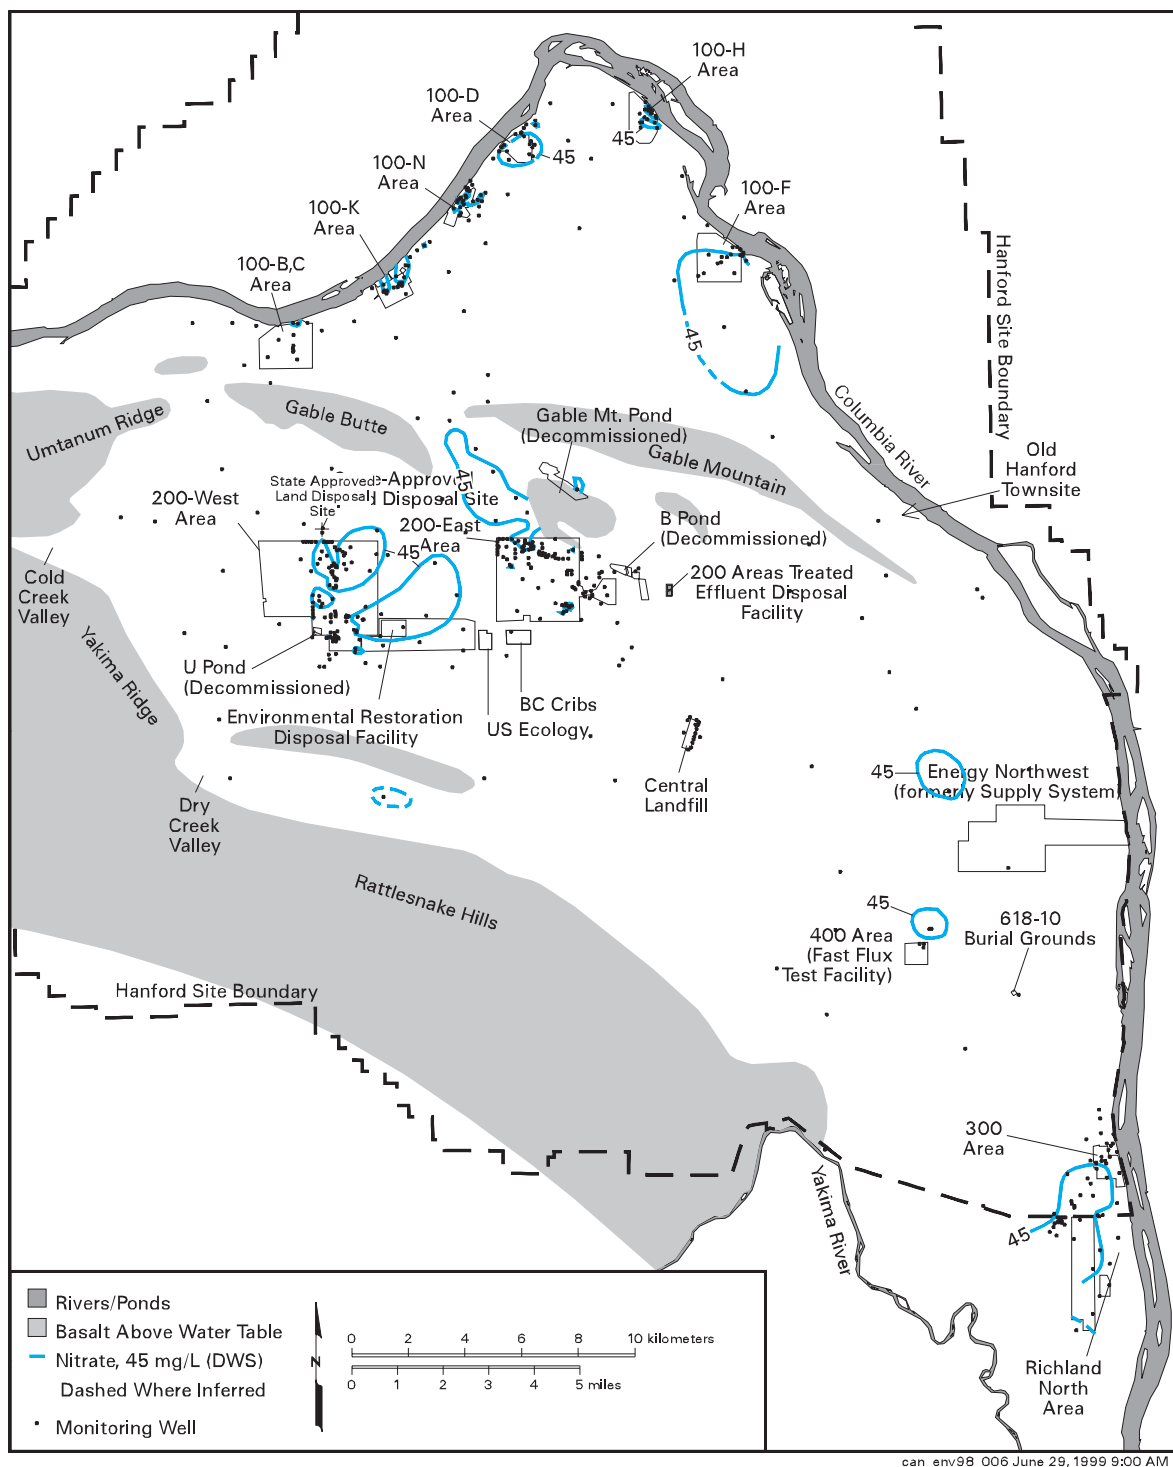 100-H
Area
100-D
Area
45
45
100-N
Area
100-F
Area
100-K
Area
100-B,C
Area
Hanford Site Boundary
45
Columbia River
Umtanum Ridge
Gable Butte
Gable Mt. Pond
(Decommissioned)
Gable Mountain
Old
Hanford
Townsite
45
State Approved
Land Disposal
Site
e-Approved
Disposal Site
200-West
Area
200-East
Area
45
B Pond
(Decommissioned)
200 Areas Treated
Effluent Disposal
Facility
Cold
Creek
Valley
Yakima Ridge
U Pond
(Decommissioned)
BC Cribs
US Ecology
Environmental Restoration
Disposal Facility
Central
Landfill
45
Energy Northwest
(formerly Supply System)
Dry
Creek
Valley
Rattlesnake Hills
45
400 Area
(Fast Flux
Test Facility)
618-10
Burial Grounds
Hanford Site Boundary
300
Area
Yakima River
45
Richland
North
Area
Rivers/Ponds
Basalt Above Water Table
Nitrate, 45 mg/L (DWS)
Dashed Where Inferred
Monitoring Well
N
0 2 4 6 8 10 kilometers
0 1 2 3 4 5 miles
can_env98_006 June 29, 1999 9:00 AM